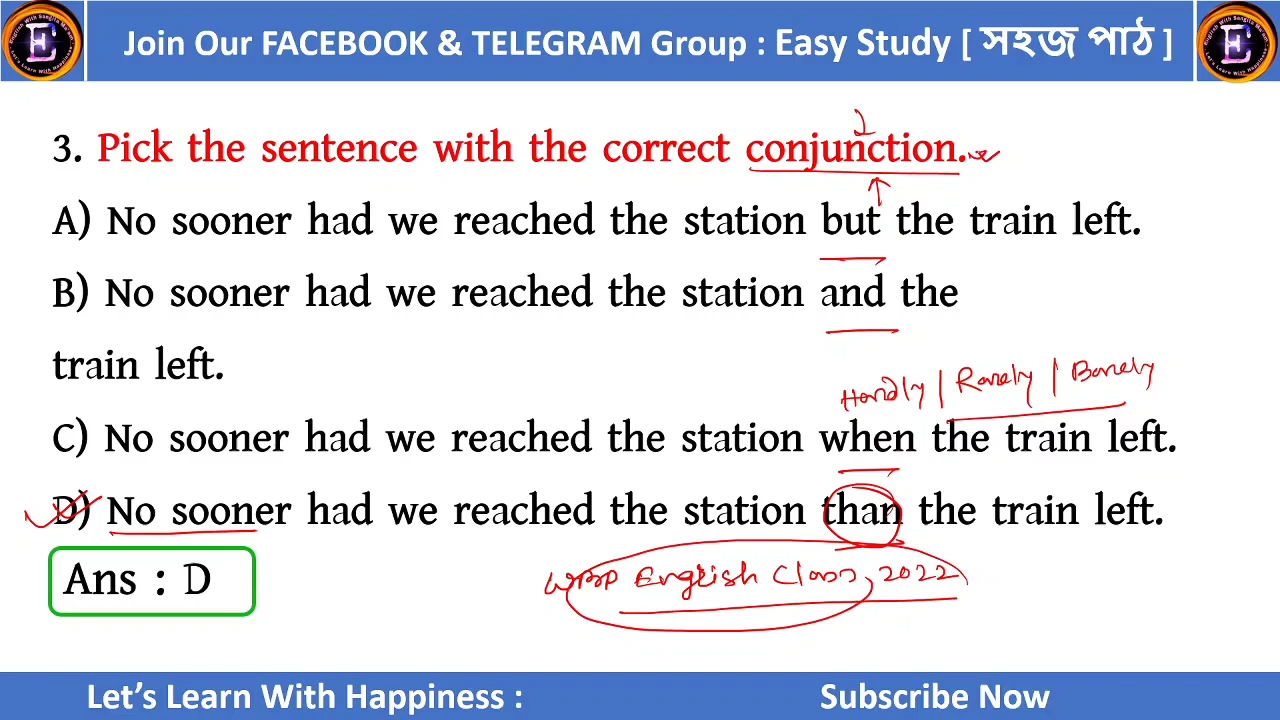 Join Our FACEBOOK & TELEGRAM Group : Easy Study [ সহজ পাঠ ]
3. Pick the sentence with the correct conjunction.
A) No sooner had we reached the station but the train left.
B) No sooner had we reached the station and the
train left.
Hardly | Rarely | Barely
C) No sooner had we reached the station when the train left.
D) No sooner had we reached the station than the train left.
Ans : D
WBP English Class, 2022
Let's Learn With Happiness :
Subscribe Now